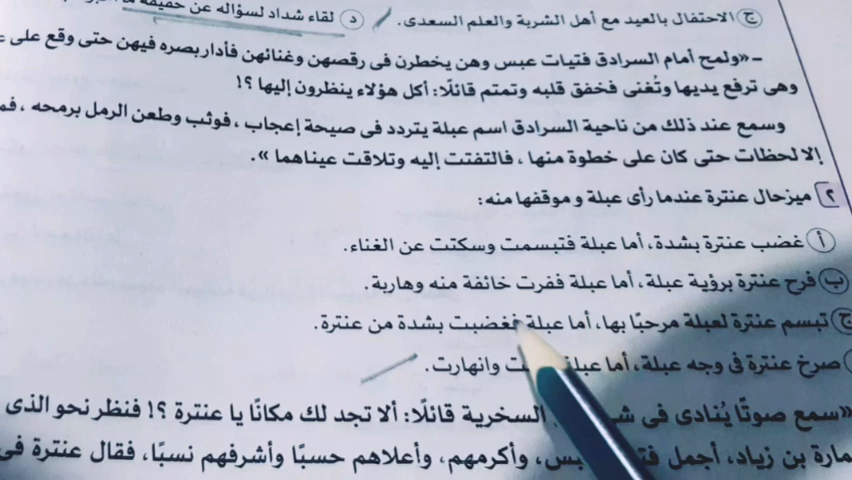 ج الاحتفال بالعيد مع أهل الشربة والعلم السعدى. د لقاء شداد لسؤاله عن حقيقة
- «ولمح أمام السرادق فتيات عبس وهن يخطرن فى رقصهن وغنائهن فأدار بصره فيهن حتى وقع على
وهى ترفع يديها وتُغنى فخفق قلبه وتمتم قائلًا: أكل هؤلاء ينظرون إليها ؟!
وسمع عند ذلك من ناحية السرادق اسم عبلة يتردد فى صيحة إعجاب ، فوثب وطعن الرمل برمحه ،
إلا لحظات حتى كان على خطوة منها ، فالتفتت إليه وتلاقت عيناهما ».
٢ ميز حال عنترة عندما رأى عبلة و موقفها منه:
أ غضب عنترة بشدة، أما عبلة فتبسمت وسكتت عن الغناء.
ب فرح عنترة برؤية عبلة، أما عبلة ففرت خائفة منه وهاربة.
ج تبسم عنترة لعبلة مرحبًا بها، أما عبلة فغضبت بشدة من عنترة.
صرخ عنترة فى وجه عبلة، أما وانهارت.
«سمع صوتًا يُنادى فى السخرية قائلًا: ألا تجد لك مكانًا يا عنترة ؟! فنظر نحو الذى
مارة بن زياد، أجمل وأكرمهم، وأعلاهم حسبًا وأشرفهم نسبًا، فقال عنترة فى